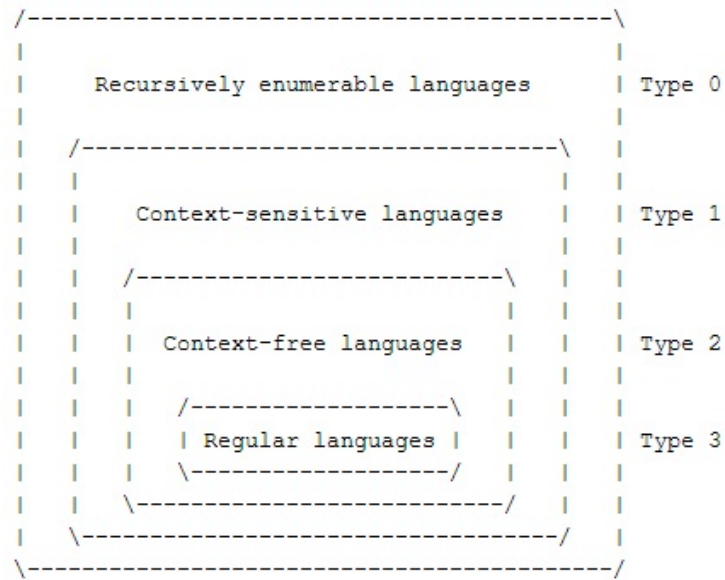 Recursively enumerable languages Type 0
Context-sensitive languages Type 1
Context-free languages Type 2
Regular languages Type 3